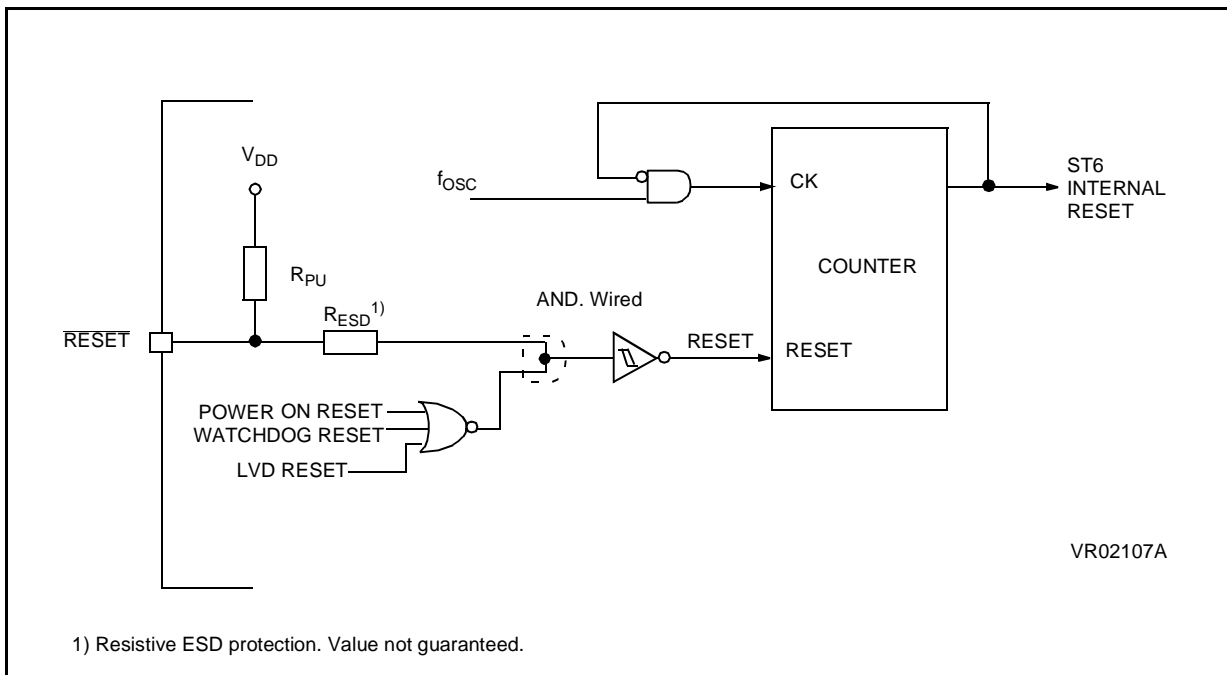 V_DD
f_OSC
CK
ST6
INTERNAL
RESET
R_PU
COUNTER
AND. Wired
R_ESD^1)
RESET
RESET
RESET
POWER ON RESET
WATCHDOG RESET
LVD RESET
VR02107A
1) Resistive ESD protection. Value not guaranteed.